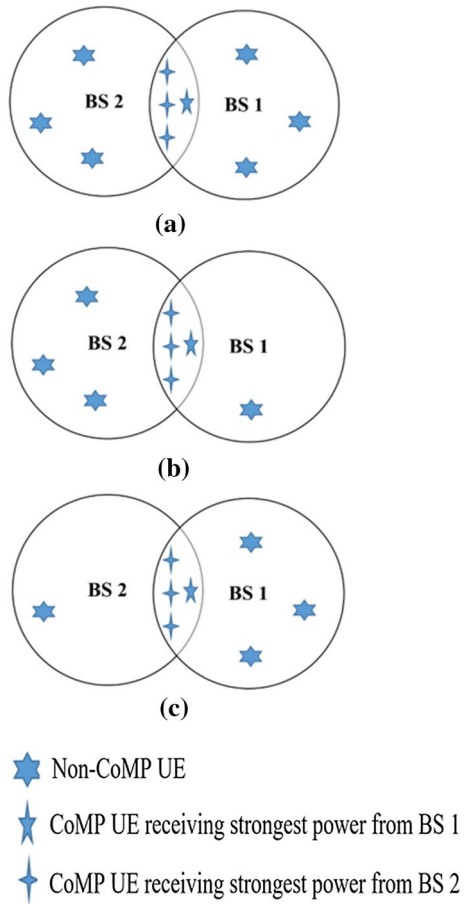 BS 2 BS 1
(a)
BS 2 BS 1
(b)
BS 2 BS 1
(c)
Non-CoMP UE
CoMP UE receiving strongest power from BS 1
CoMP UE receiving strongest power from BS 2